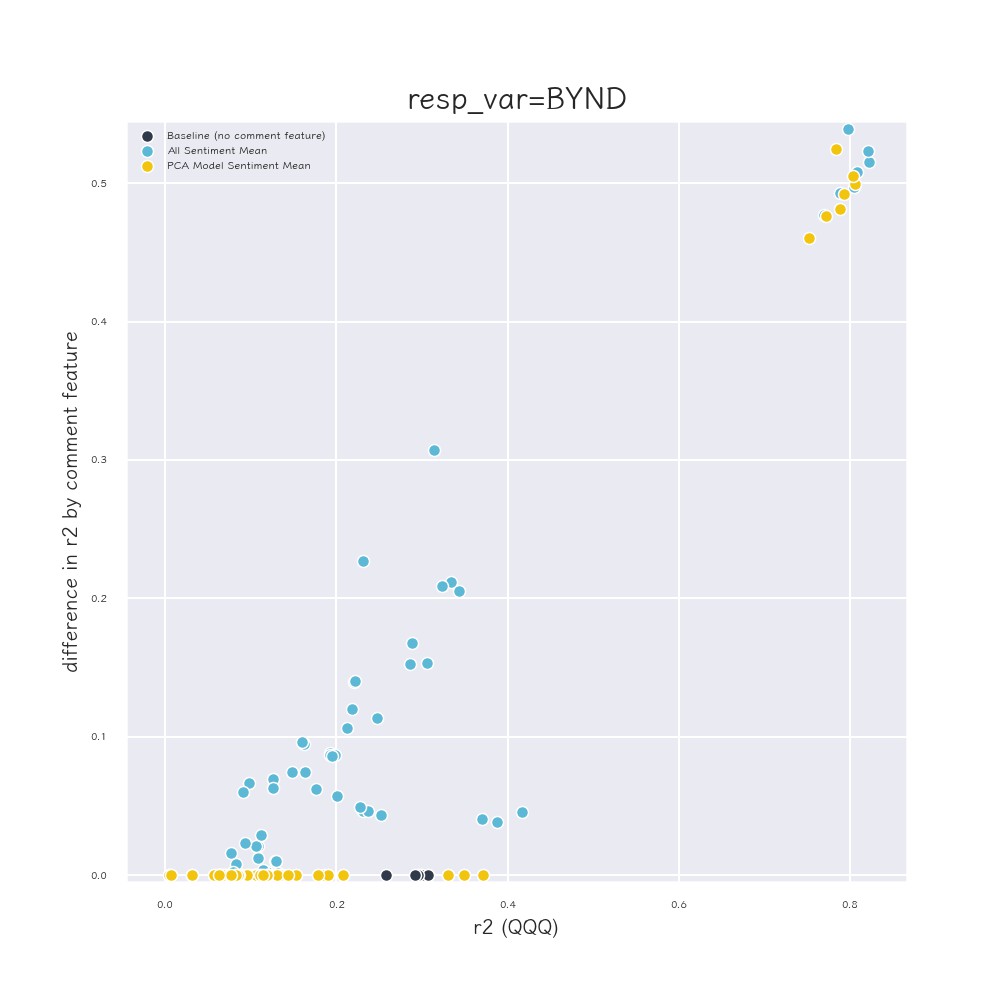 resp_var=BYND
Baseline (no comment feature)
All Sentiment Mean
PCA Model Sentiment Mean
difference in r2 by comment feature
0.5
0.4
0.3
0.2
0.1
0.0
0.0 0.2 0.4 0.6 0.8
r2 (QQQ)